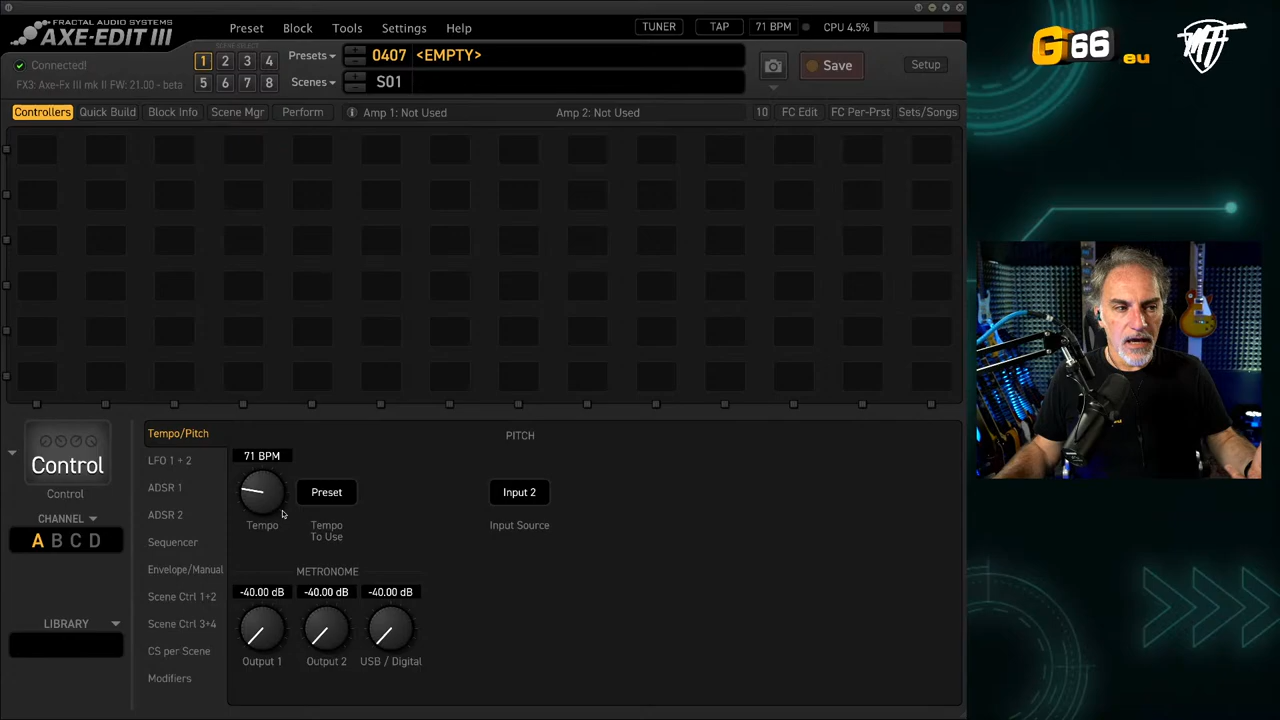 FRACTAL AUDIO SYSTEMS
AXE-EDIT III
Preset Block Tools Settings Help
TUNER TAP 71 BPM CPU 4.5%
Connected!
FX3: Axe-Fx III mk II FW: 21.00 - beta
SCENE SELECT
1 2 3 4
5 6 7 8
Presets 0407 <EMPTY>
Scenes S01
Save
Setup
Controllers Quick Build Block Info Scene Mgr Perform Amp 1: Not Used Amp 2: Not Used 10 FC Edit FC Per-Prst Sets/Songs
Control
Control
CHANNEL
A B C D
LIBRARY
Tempo/Pitch
LFO 1 + 2
ADSR 1
ADSR 2
Sequencer
Envelope/Manual
Scene Ctrl 1+2
Scene Ctrl 3+4
CS per Scene
Modifiers
PITCH
71 BPM
Preset
Input 2
Tempo
Tempo
To Use
Input Source
METRONOME
-40.00 dB -40.00 dB -40.00 dB
Output 1 Output 2 USB / Digital
G66
eu